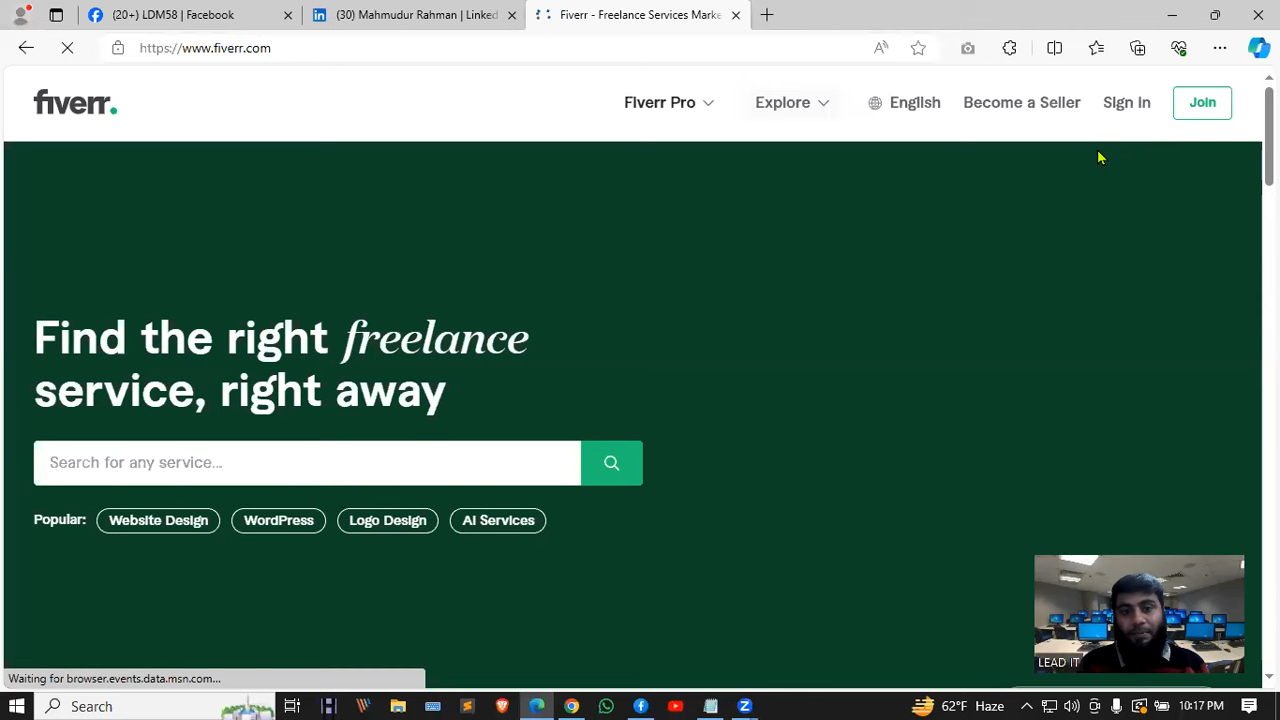 (20+) LDM58 | Facebook
(30) Mahmudur Rahman | Linked
Fiverr - Freelance Services Marke
https://www.fiverr.com
fiverr.
Fiverr Pro
Explore
English
Become a Seller
Sign In
Join
Find the right freelance
service, right away
Search for any service...
Popular:
Website Design
WordPress
Logo Design
AI Services
LEAD IT
Waiting for browser.events.data.msn.com...
Search
62°F Haze
10:17 PM